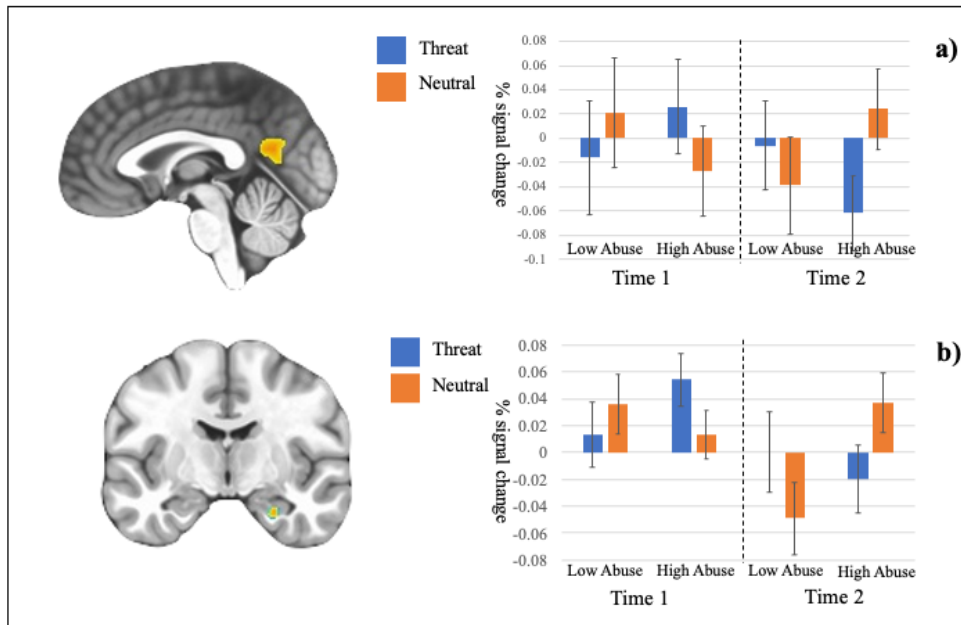 Threat
Neutral
a)
% signal change
0.08
0.06
0.04
0.02
0
-0.02
-0.04
-0.06
-0.08
-0.1
Low Abuse High Abuse Low Abuse High Abuse
Time 1 Time 2
Threat
Neutral
b)
% signal change
0.08
0.06
0.04
0.02
0
-0.02
-0.04
-0.06
-0.08
Low Abuse High Abuse Low Abuse High Abuse
Time 1 Time 2